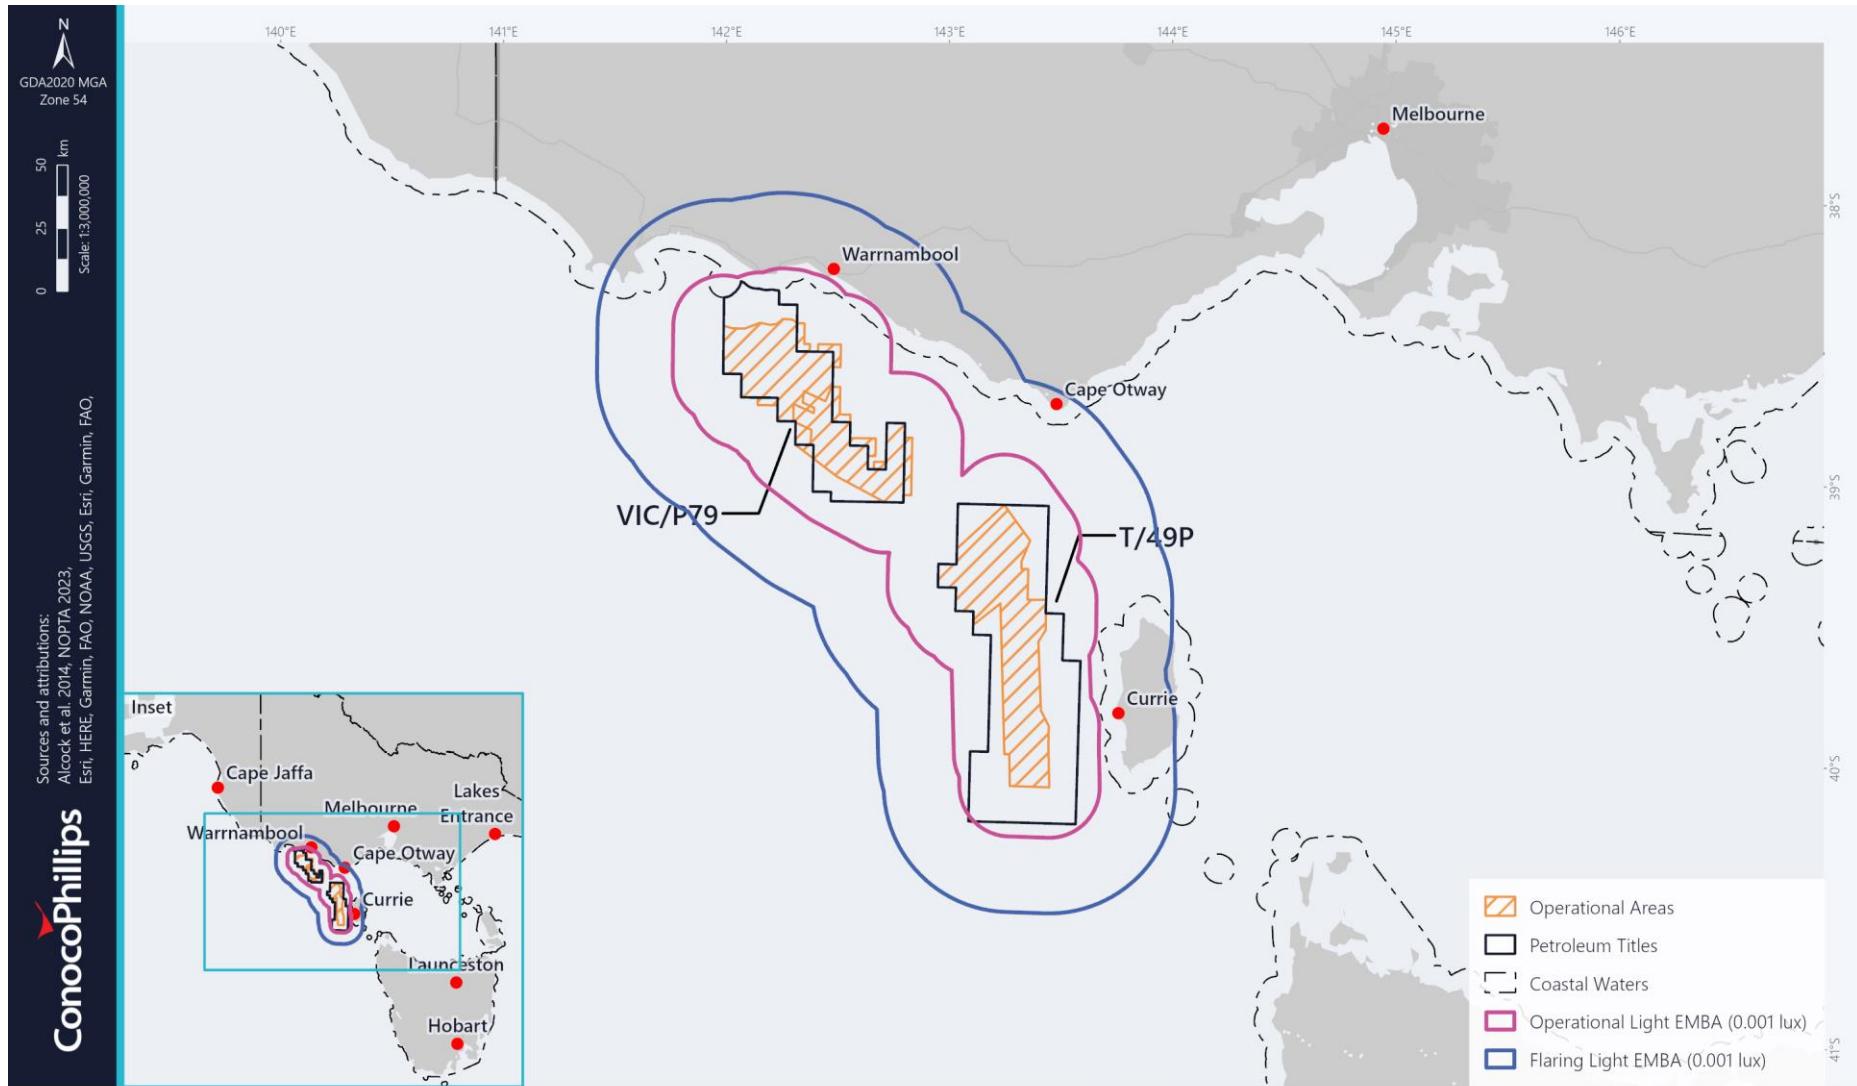 N
GDA2020 MGA
Zone 54
0 25 50 km
Scale: 1:3,000,000
Sources and attributions:
Alcock et al. 2014, NOPTA 2023,
Esri, HERE, Garmin, FAO, NOAA, USGS, Esri, Garmin, FAO,
ConocoPhillips
140°E 141°E 142°E 143°E 144°E 145°E 146°E
38°S
39°S
40°S
41°S
Melbourne
Warrnambool
Cape Otway
VIC/P79
T/49P
Currie
Inset
Cape Jaffa
Lakes
Entrance
Melbourne
Warrnambool
Cape Otway
Currie
Launceston
Hobart
Operational Areas
Petroleum Titles
Coastal Waters
Operational Light EMBA (0.001 lux)
Flaring Light EMBA (0.001 lux)